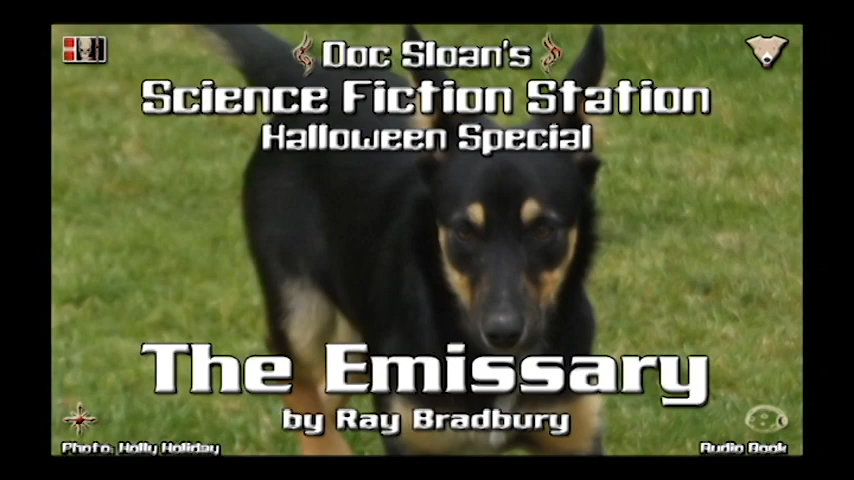 Doc Sloan's
Science Fiction Station
Halloween Special
The Emissary
by Ray Bradbury
Photo, Holly Holiday
Audio Book